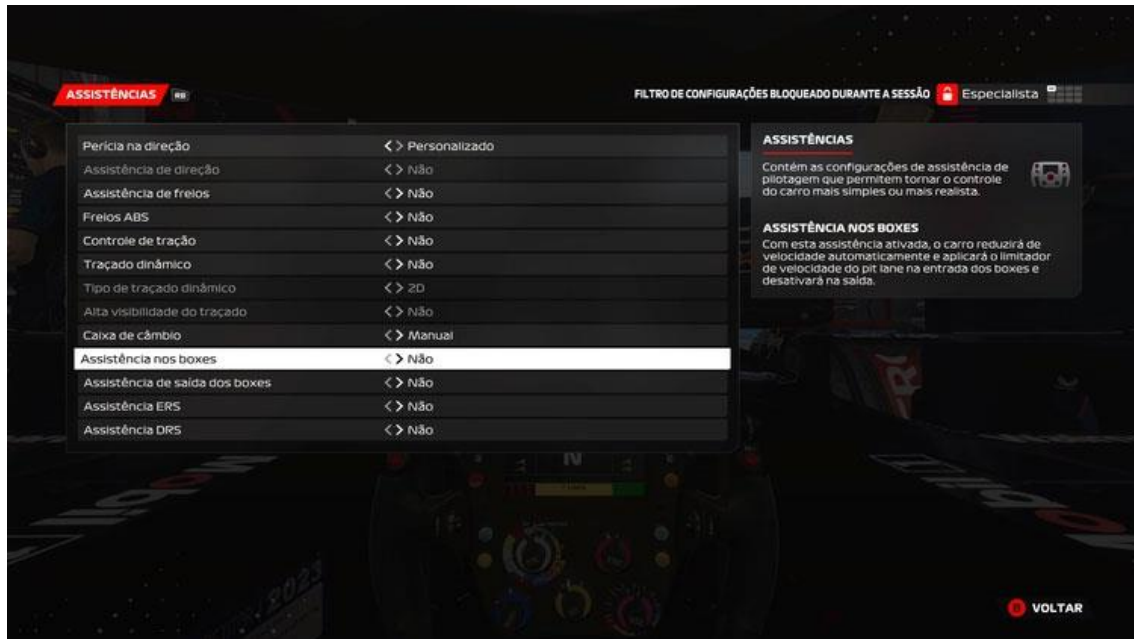 ASSISTÊNCIAS RB
FILTRO DE CONFIGURAÇÕES BLOQUEADO DURANTE A SESSÃO Especialista
Perícia na direção <> Personalizado
Assistência de direção <> Não
Assistência de freios <> Não
Freios ABS <> Não
Controle de tração <> Não
Traçado dinâmico <> Não
Tipo de traçado dinâmico <> 2D
Alta visibilidade do traçado <> Não
Caixa de câmbio <> Manual
Assistência nos boxes <> Não
Assistência de saída dos boxes <> Não
Assistência ERS <> Não
Assistência DRS <> Não
ASSISTÊNCIAS
Contém as configurações de assistência de
pilotagem que permitem tornar o controle
do carro mais simples ou mais realista.
ASSISTÊNCIA NOS BOXES
Com esta assistência ativada, o carro reduzirá de
velocidade automaticamente e aplicará o limitador
de velocidade do pit lane na entrada dos boxes e
desativará na saída.
N
Mobil
Mobil
2023
B VOLTAR